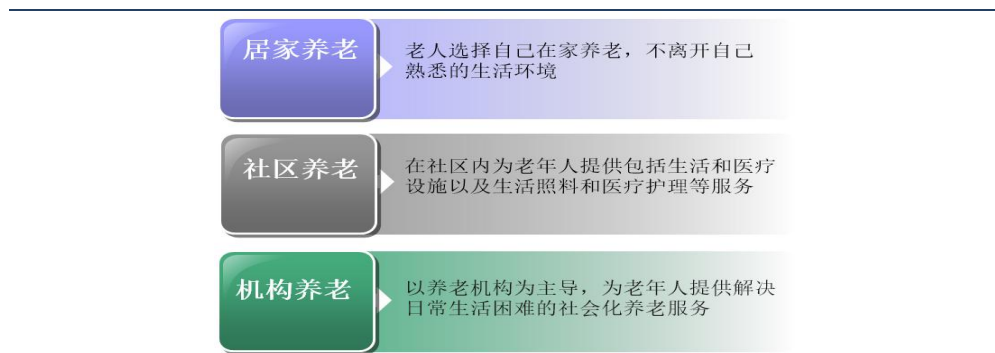 居家养老
老人选择自己在家养老，不离开自己
熟悉的生活环境
社区养老
在社区内为老年人提供包括生活和医疗
设施以及生活照料和医疗护理等服务
机构养老
以养老机构为主导，为老年人提供解决
日常生活困难的社会化养老服务